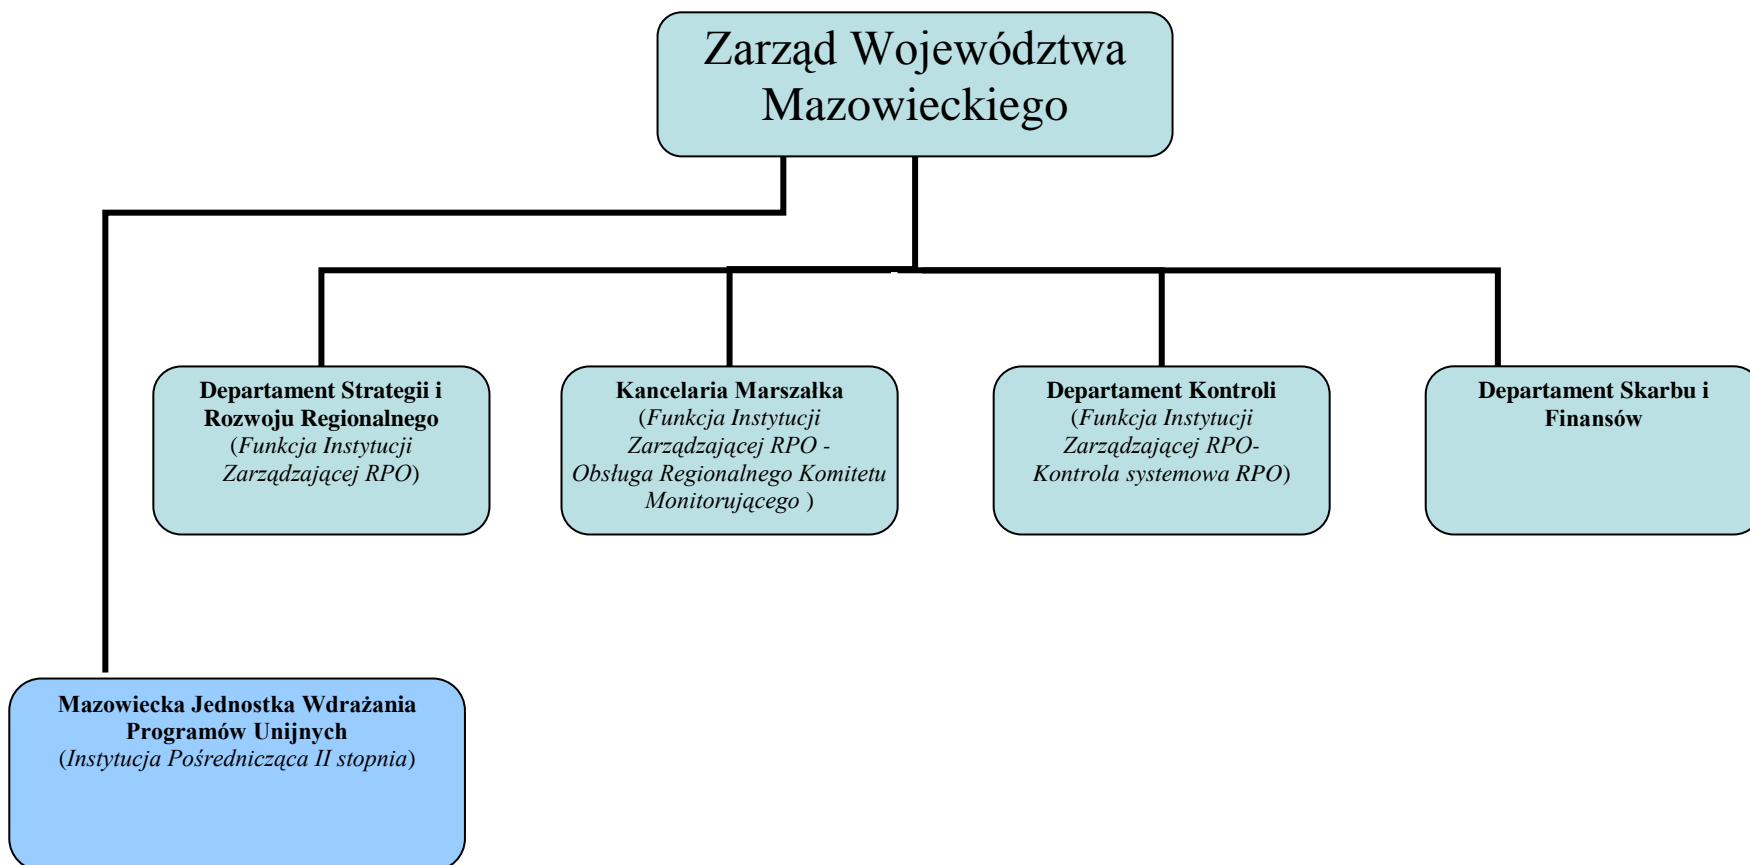 Zarząd Województwa
Mazowieckiego
Departament Strategii i
Rozwoju Regionalnego
(Funkcja Instytucji
Zarządzającej RPO)
Kancelaria Marszałka
(Funkcja Instytucji
Zarządzającej RPO -
Obsługa Regionalnego Komitetu
Monitorującego )
Departament Kontroli
(Funkcja Instytucji
Zarządzającej RPO-
Kontrola systemowa RPO)
Departament Skarbu i
Finansów
Mazowiecka Jednostka Wdrażania
Programów Unijnych
(Instytucja Pośrednicząca II stopnia)